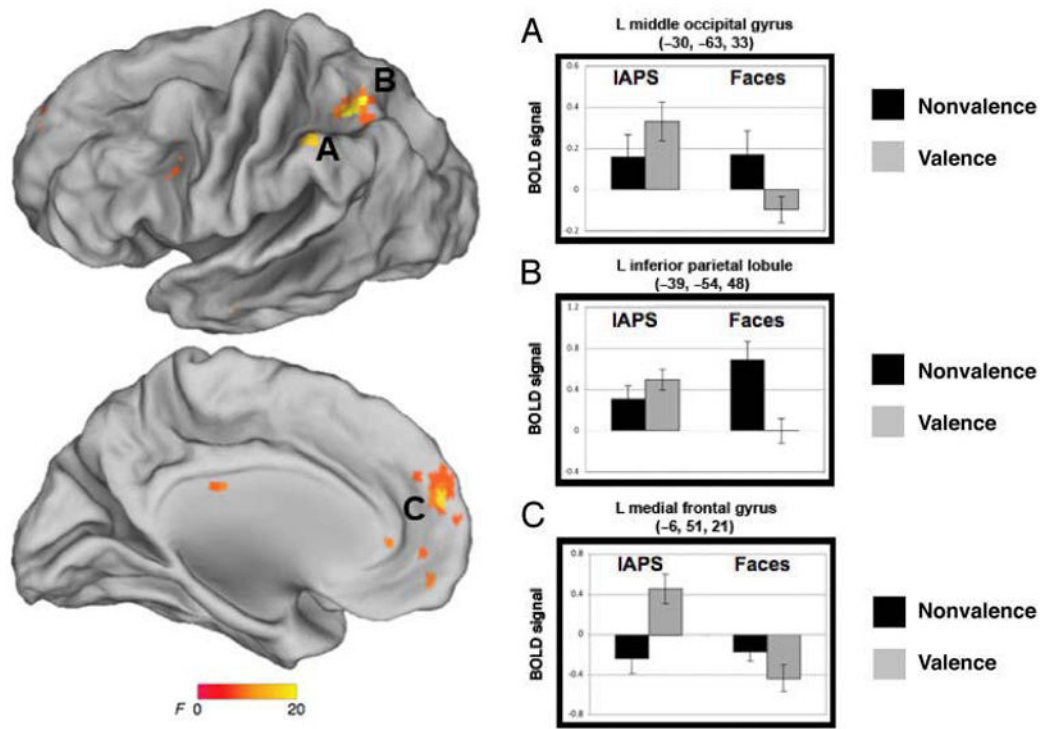 B
A
C
F 0 20
A
L middle occipital gyrus
(−30, −63, 33)
BOLD signal
0.6
0.4
0.2
0
-0.2
IAPS Faces
Nonvalence
Valence
B
L inferior parietal lobule
(−39, −54, 48)
BOLD signal
1.2
0.8
0.4
0
-0.4
IAPS Faces
Nonvalence
Valence
C
L medial frontal gyrus
(−6, 51, 21)
BOLD signal
0.8
0.4
0
-0.4
-0.8
IAPS Faces
Nonvalence
Valence